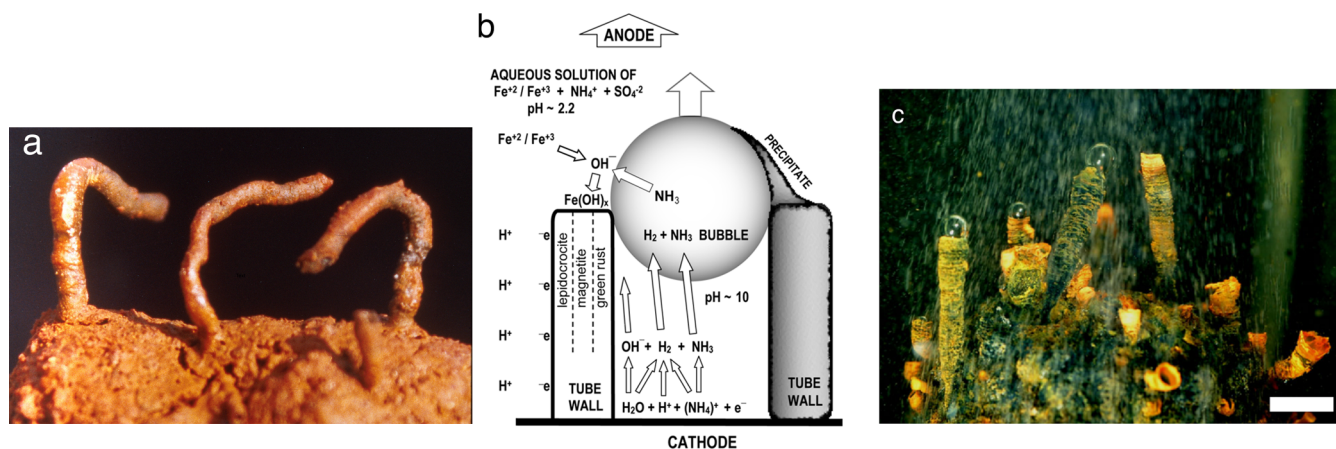 a
b
ANODE
AQUEOUS SOLUTION OF
Fe+2 / Fe+3 + NH4+ + SO4-2
pH ~ 2.2
Fe+2 / Fe+3
OH−
Fe(OH)x
NH3
PRECIPITATE
H2 + NH3 BUBBLE
pH ~ 10
H+ −e
H+ −e
H+ −e
H+ −e
lepidocrocite
magnetite
green rust
OH− + H2 + NH3
TUBE
WALL
H2O + H+ + (NH4)+ + e−
TUBE
WALL
CATHODE
c